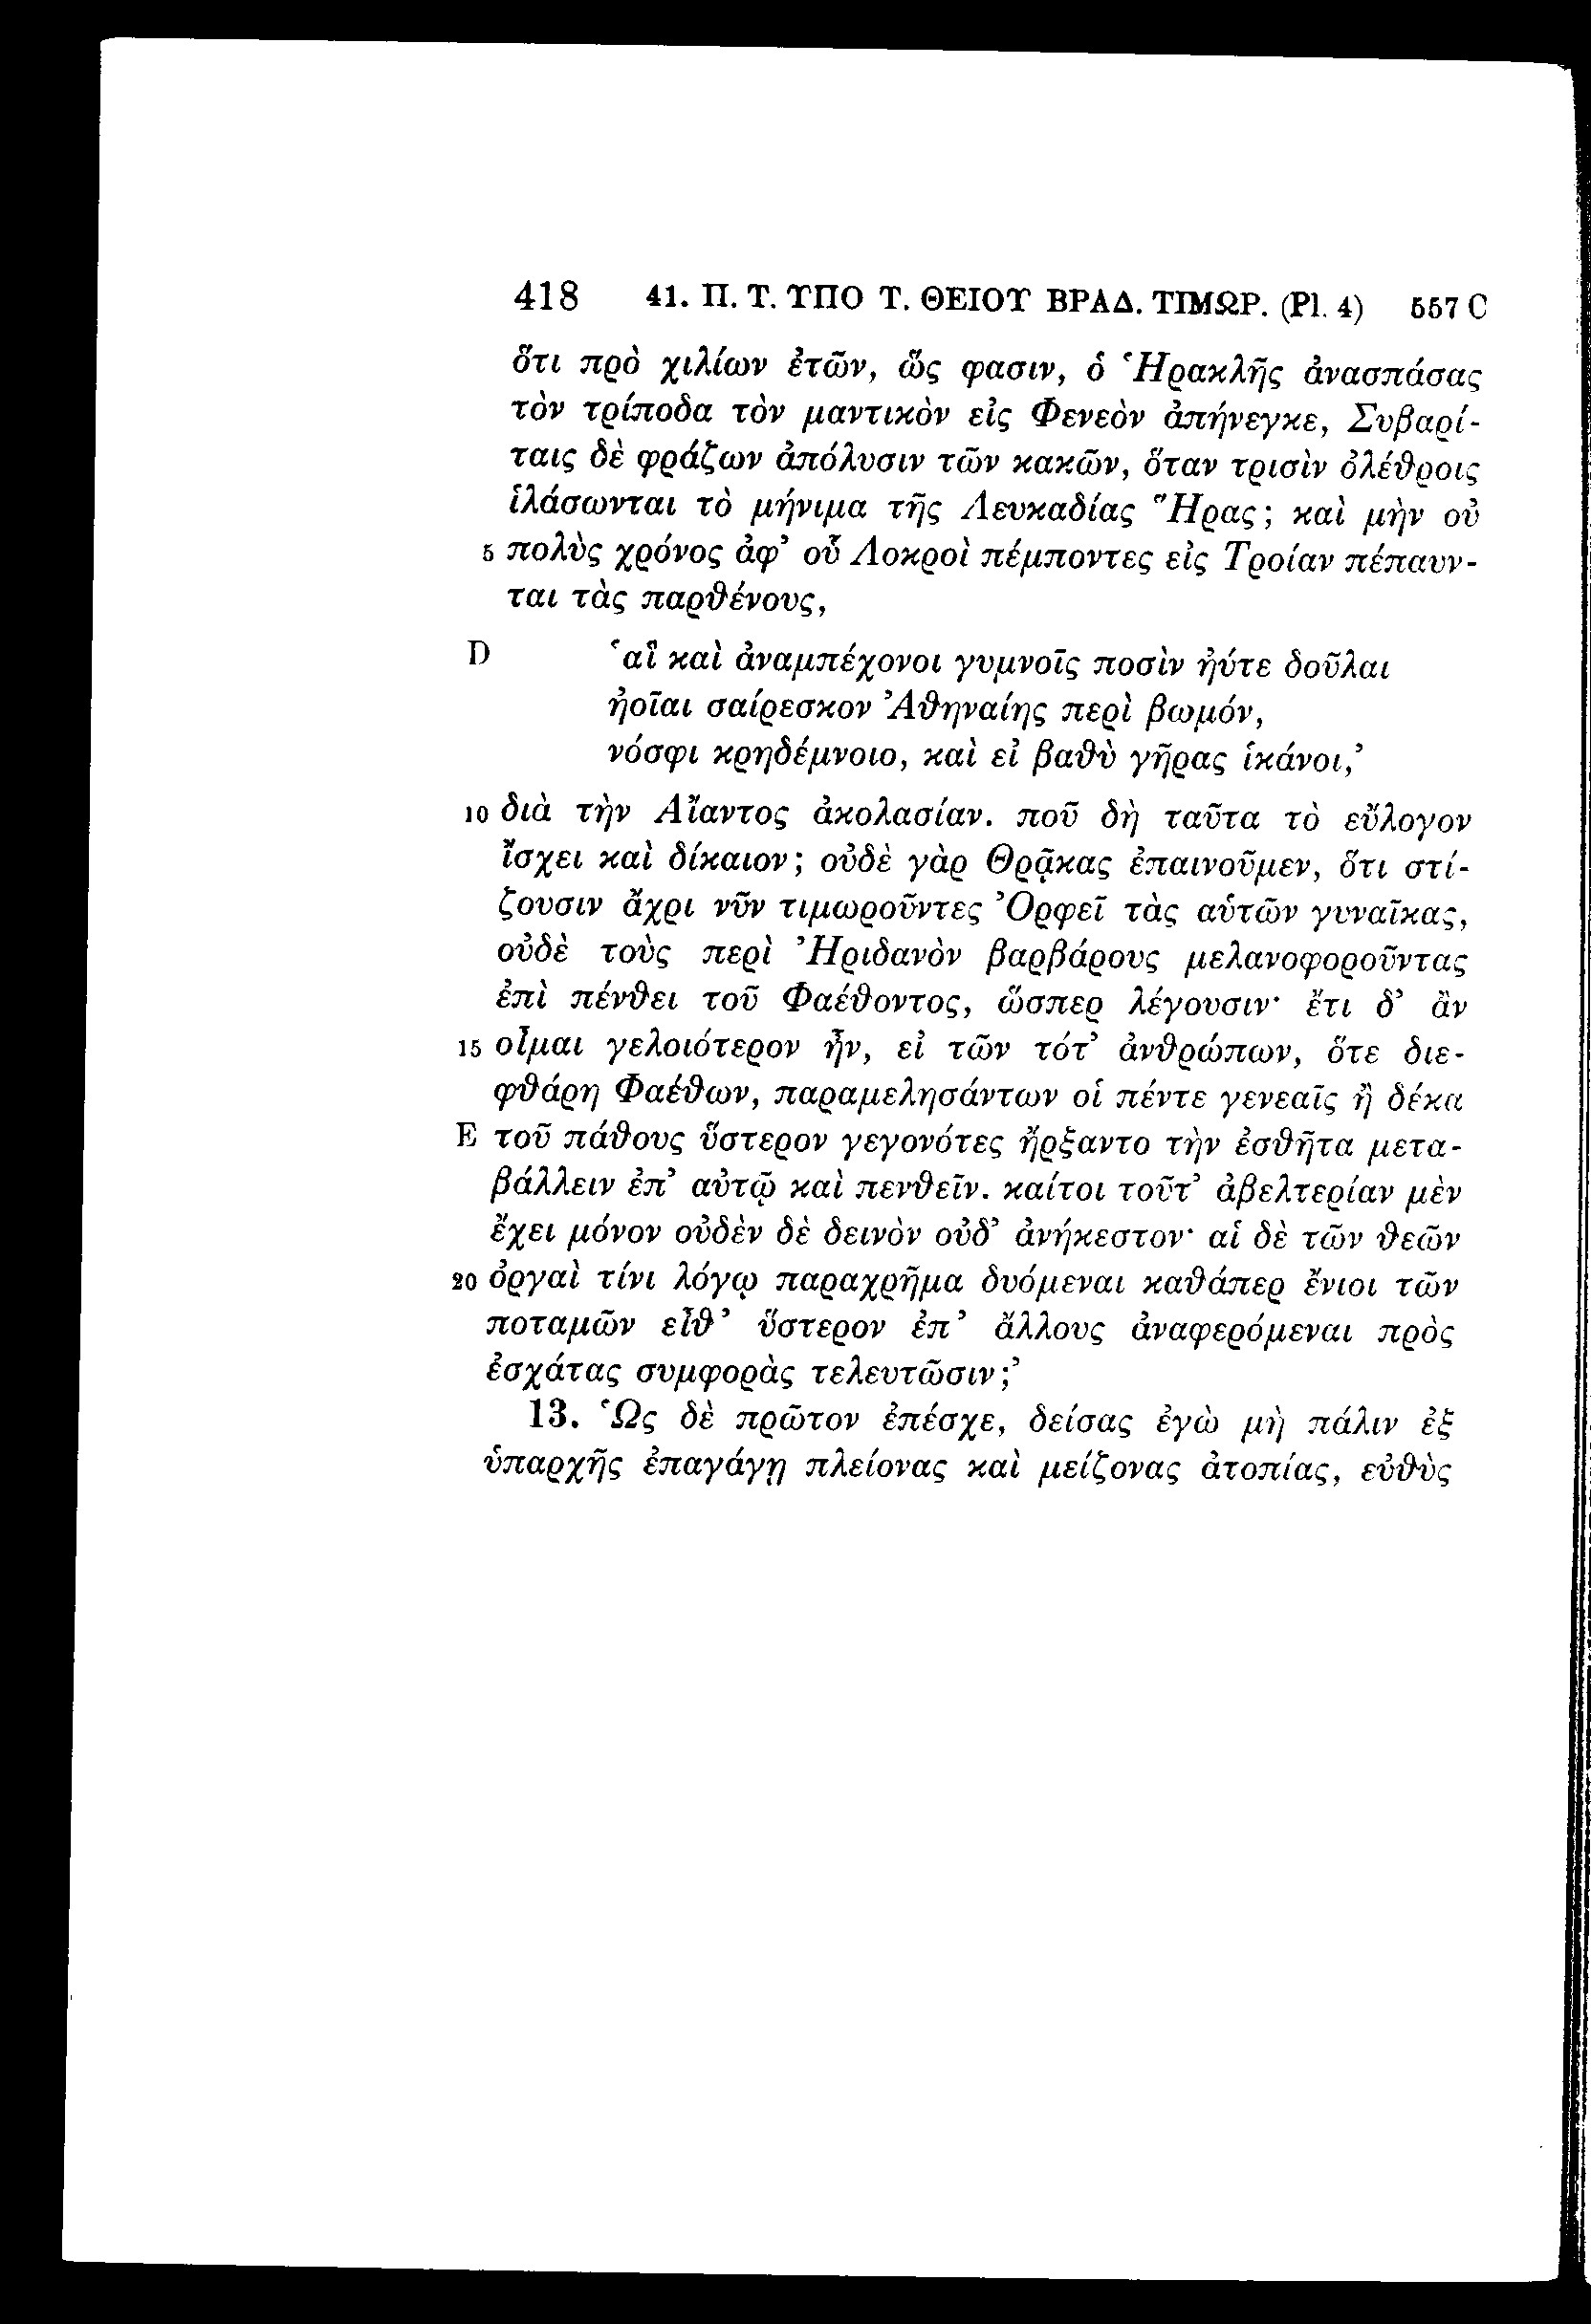 418 41. Π. Τ. ΥΠΟ Τ. ΘΕΙΟΥ ΒΡΑΔ. ΤΙΜΩΡ. (Pl. 4) 557 C
ὅτι πρὸ χιλίων ἐτῶν, ὥς φασιν, ὁ Ἡρακλῆς ἀνασπάσας
τὸν τρίποδα τὸν μαντικὸν εἰς Φενεὸν ἀπήνεγκε, Συβαρί-
ταις δὲ φράζων ἀπόλυσιν τῶν κακῶν, ὅταν τρισὶν ὀλέθροις
ἱλάσωνται τὸ μήνιμα τῆς Λευκαδίας Ἥρας; καὶ μὴν οὐ
5 πολὺς χρόνος ἀφ’ οὗ Λοκροὶ πέμποντες εἰς Τροίαν πέπαυν-
ται τὰς παρθένους,
D ‘αἳ καὶ ἀναμπέχονοι γυμνοῖς ποσὶν ἠύτε δοῦλαι
ἠοῖαι σαίρεσκον Ἀθηναίης περὶ βωμόν,
νόσφι κρηδέμνοιο, καὶ εἰ βαθὺ γῆρας ἱκάνοι,’
10 διὰ τὴν Αἴαντος ἀκολασίαν. ποῦ δὴ ταῦτα τὸ εὔλογον
ἴσχει καὶ δίκαιον; οὐδὲ γὰρ Θρᾷκας ἐπαινοῦμεν, ὅτι στί-
ζουσιν ἄχρι νῦν τιμωροῦντες Ὀρφεῖ τὰς αὑτῶν γυναῖκας,
οὐδὲ τοὺς περὶ Ἠριδανὸν βαρβάρους μελανοφοροῦντας
ἐπὶ πένθει τοῦ Φαέθοντος, ὥσπερ λέγουσιν· ἔτι δ’ ἂν
15 οἶμαι γελοιότερον ἦν, εἰ τῶν τότ’ ἀνθρώπων, ὅτε διε-
φθάρη Φαέθων, παραμελησάντων οἱ πέντε γενεαῖς ἢ δέκα
E τοῦ πάθους ὕστερον γεγονότες ἤρξαντο τὴν ἐσθῆτα μετα-
βάλλειν ἐπ’ αὐτῷ καὶ πενθεῖν. καίτοι τοῦτ’ ἀβελτερίαν μὲν
ἔχει μόνον οὐδὲν δὲ δεινὸν οὐδ’ ἀνήκεστον· αἱ δὲ τῶν θεῶν
20 ὀργαὶ τίνι λόγῳ παραχρῆμα δυόμεναι καθάπερ ἔνιοι τῶν
ποταμῶν εἶθ’ ὕστερον ἐπ’ ἄλλους ἀναφερόμεναι πρὸς
ἐσχάτας συμφορὰς τελευτῶσιν;’
13. Ὡς δὲ πρῶτον ἐπέσχε, δείσας ἐγὼ μὴ πάλιν ἐξ
ὑπαρχῆς ἐπαγάγῃ πλείονας καὶ μείζονας ἀτοπίας, εὐθὺς